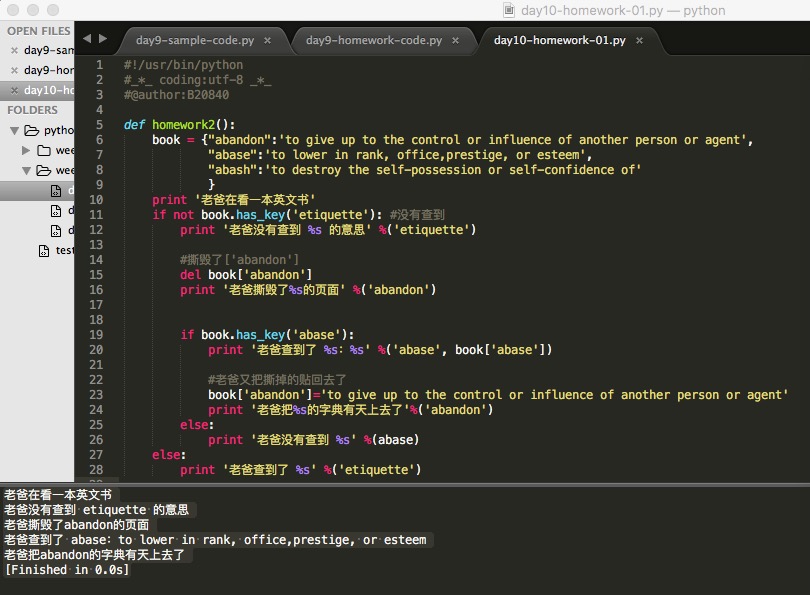 day10-homework-01.py — python
OPEN FILES
day9-sam
day9-hor
day10-ho
FOLDERS
pytho
wee
wee
d
d
d
test
day9-sample-code.py
day9-homework-code.py
day10-homework-01.py
1 #!/usr/bin/python
2 #_*_ coding:utf-8 _*_
3 #@author:B20840
4
5 def homework2():
6 book = {"abandon":'to give up to the control or influence of another person or agent',
7 "abase":'to lower in rank, office,prestige, or esteem',
8 "abash":'to destroy the self-possession or self-confidence of'
9 }
10 print '老爸在看一本英文书'
11 if not book.has_key('etiquette'): #没有查到
12 print '老爸没有查到 %s 的意思' %('etiquette')
13
14 #撕毁了['abandon']
15 del book['abandon']
16 print '老爸撕毁了%s的页面' %('abandon')
17
18
19 if book.has_key('abase'):
20 print '老爸查到了 %s: %s' %('abase', book['abase'])
21
22 #老爸又把撕掉的贴回去了
23 book['abandon']='to give up to the control or influence of another person or agent'
24 print '老爸把%s的字典有天上去了'%('abandon')
25 else:
26 print '老爸没有查到 %s' %(abase)
27 else:
28 print '老爸查到了 %s' %('etiquette')
老爸在看一本英文书
老爸没有查到 etiquette 的意思
老爸撕毁了abandon的页面
老爸查到了 abase: to lower in rank, office,prestige, or esteem
老爸把abandon的字典有天上去了
[Finished in 0.0s]